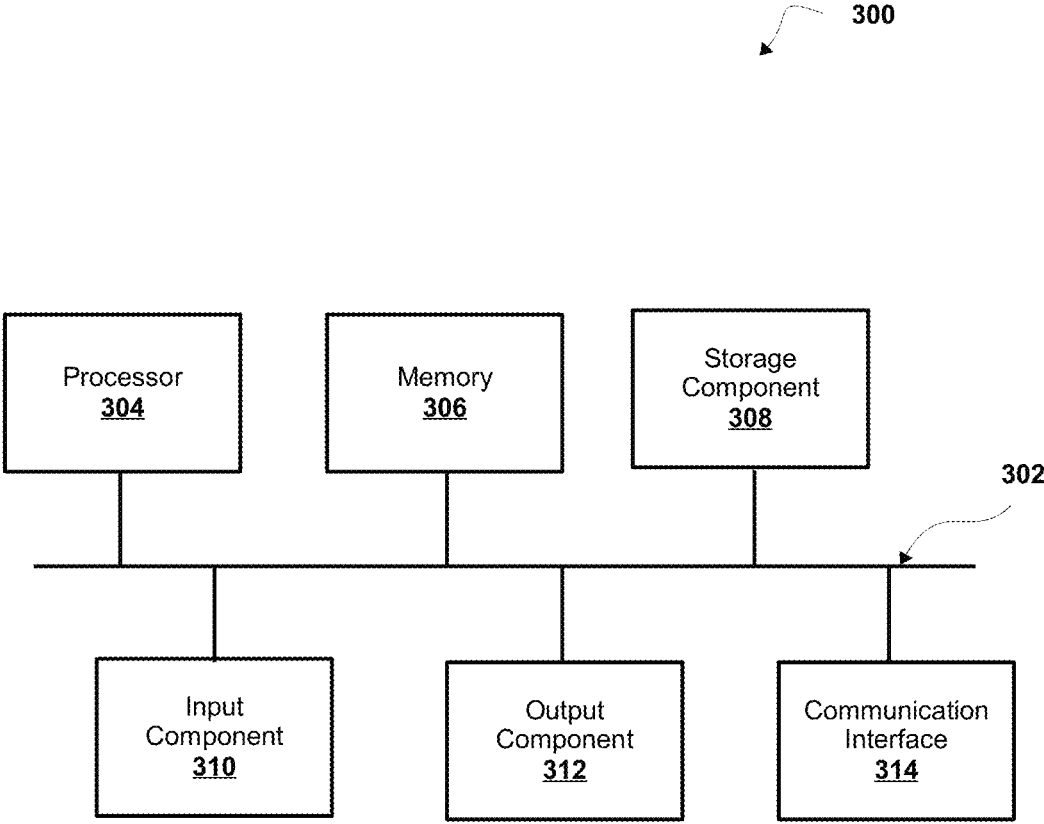 300
Processor
304
Memory
306
Storage
Component
308
302
Input
Component
310
Output
Component
312
Communication
Interface
314